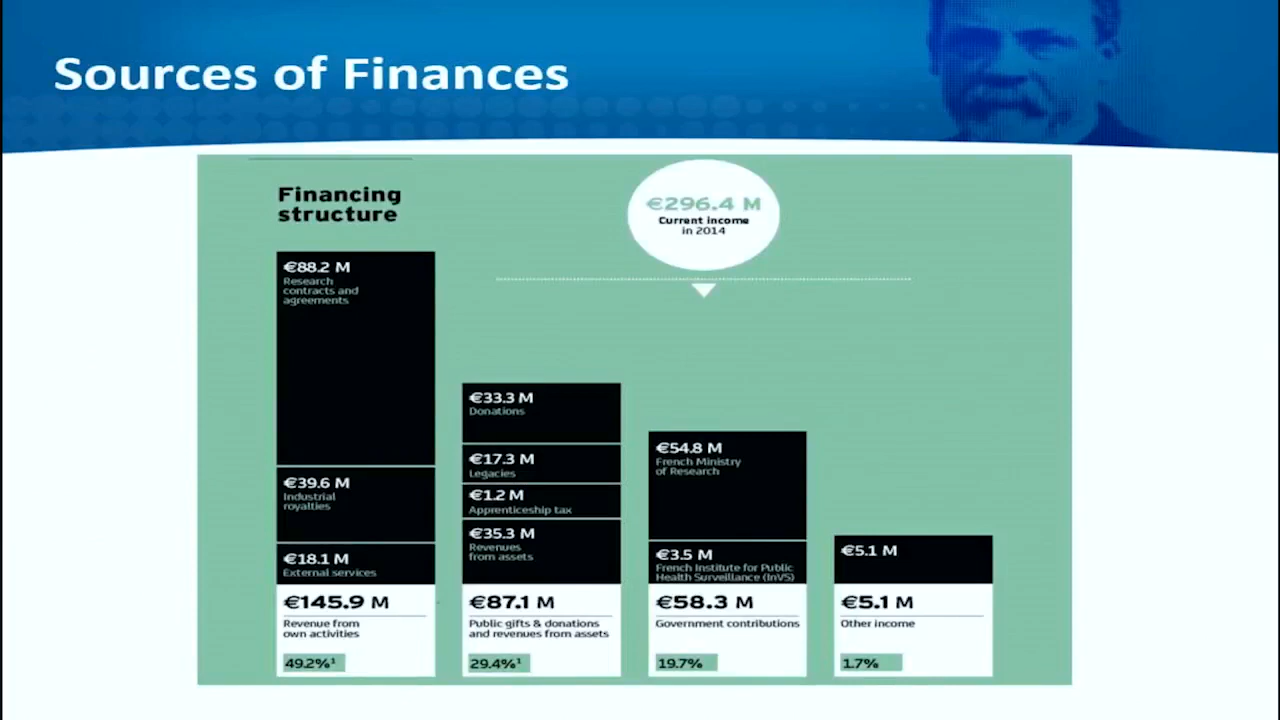 Sources of Finances
Financing
structure
€296.4 M
Current income
in 2014
€88.2 M
Research
contracts and
agreements
€39.6 M
Industrial
royalties
€18.1 M
External services
€145.9 M
Revenue from
own activities
49.2%¹
€33.3 M
Donations
€17.3 M
Legacies
€1.2 M
Apprenticeship tax
€35.3 M
Revenues
from assets
€87.1 M
Public gifts & donations
and revenues from assets
29.4%¹
€54.8 M
French Ministry
of Research
€3.5 M
French Institute for Public
Health Surveillance (InVS)
€58.3 M
Government contributions
19.7%
€5.1 M
€5.1 M
Other income
1.7%